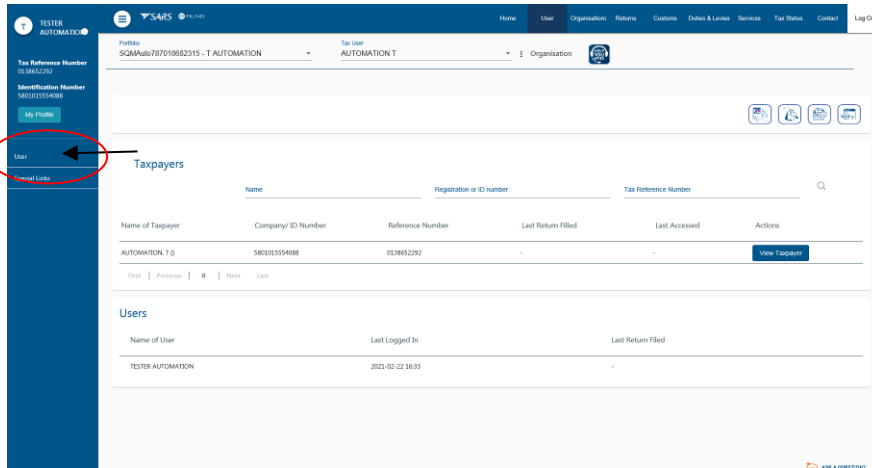 T
TESTER
AUTOMATION
Tax Reference Number
0138652292
Identification Number
5801015554088
My Profile
User
Special Links
SARS eFILING
Home User Organisations Returns Customs Duties & Levies Services Tax Status Contact Log O
Portfolio
SQMAuto787018682315 - T AUTOMATION
Tax User
AUTOMATION T
Organisation
Taxpayers
Name Registration or ID number Tax Reference Number
Name of Taxpayer Company/ ID Number Reference Number Last Return Filled Last Accessed Actions
AUTOMATION, T () 5801015554088 0138652292 - - View Taxpayer
First | Previous | 0 | Next Last
Users
Name of User Last Logged In Last Return Filed
TESTER AUTOMATION 2021-02-22 16:33 -
ASK A QUESTION?